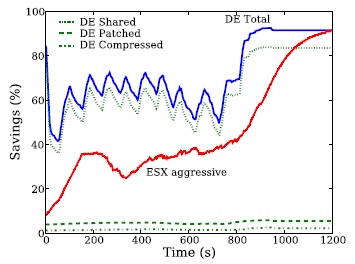 100
80
60
40
20
0
Savings (%)
DE Total
DE Shared
DE Patched
DE Compressed
ESX aggressive
0 200 400 600 800 1000 1200
Time (s)